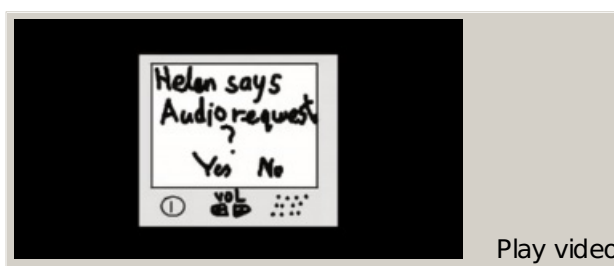 Helen says
Audio request
?
Yes No
VOL
Play video